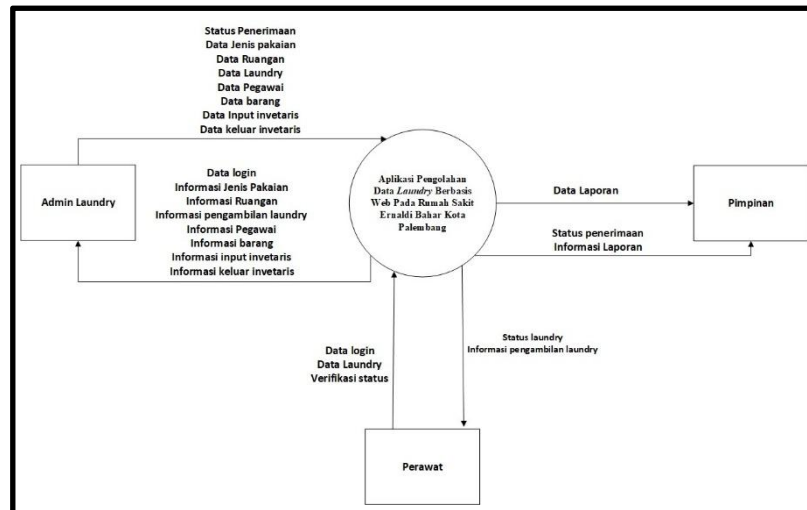 Status Penerimaan
Data Jenis pakaian
Data Ruangan
Data Laundry
Data Pegawai
Data barang
Data Input invetaris
Data keluar invetaris
Admin Laundry
Data login
Informasi Jenis Pakaian
Informasi Ruangan
Informasi pengambilan laundry
Informasi Pegawai
Informasi barang
Informasi input invetaris
Informasi keluar invetaris
Aplikasi Pengolahan
Data Laundry Berbasis
Web Pada Rumah Sakit
Ernaldi Bahar Kota
Palembang
Data Laporan
Status penerimaan
Informasi Laporan
Pimpinan
Data login
Data Laundry
Verifikasi status
Status laundry
Informasi pengambilan laundry
Perawat